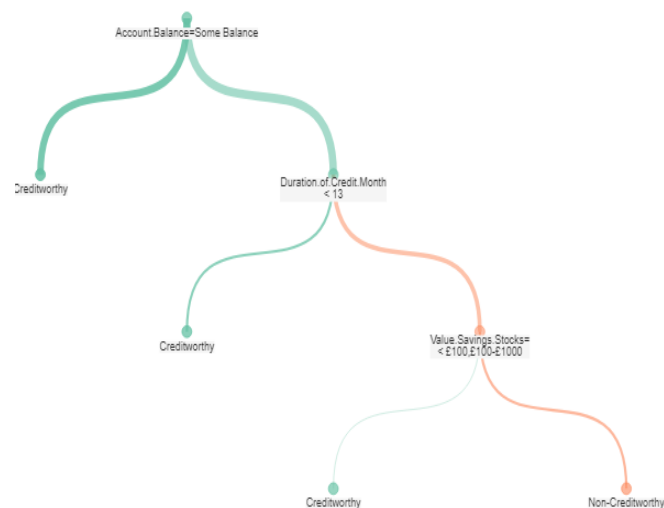 Account.Balance=Some Balance
Creditworthy
Duration.of.Credit.Month
< 13
Creditworthy
Value.Savings.Stocks=
< £100,£100-£1000
Creditworthy
Non-Creditworthy